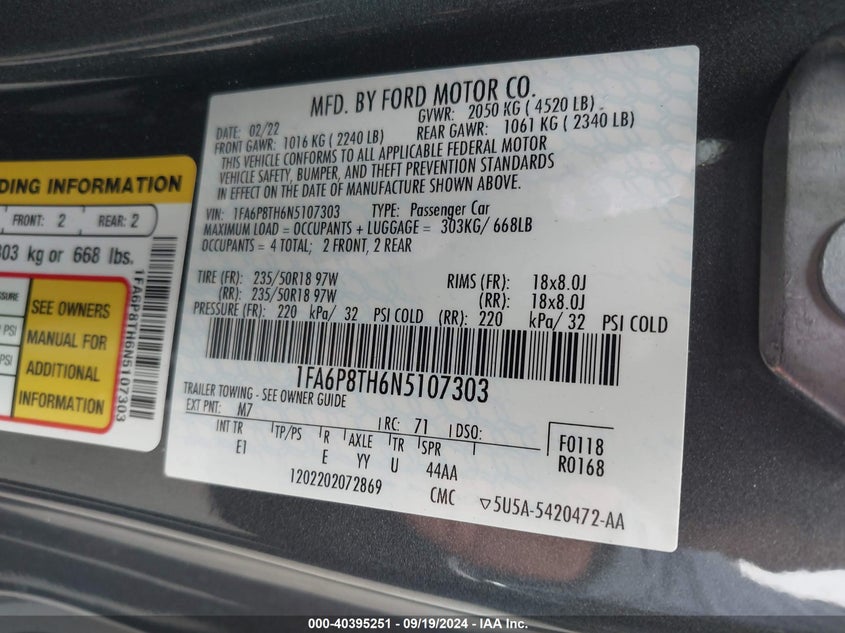 DING INFORMATION
FRONT: 2 REAR: 2
303 kg or 668 lbs.
SSURE
PSI
PSI
SEE OWNERS
MANUAL FOR
ADDITIONAL
INFORMATION
1FA6P8TH6N5107303
MFD. BY FORD MOTOR CO.
DATE: 02/22 GVWR: 2050 KG ( 4520 LB)
FRONT GAWR: 1016 KG ( 2240 LB) REAR GAWR: 1061 KG ( 2340 LB)
THIS VEHICLE CONFORMS TO ALL APPLICABLE FEDERAL MOTOR
VEHICLE SAFETY, BUMPER, AND THEFT PREVENTION STANDARDS
IN EFFECT ON THE DATE OF MANUFACTURE SHOWN ABOVE.
VIN: 1FA6P8TH6N5107303 TYPE: Passenger Car
MAXIMUM LOAD = OCCUPANTS + LUGGAGE = 303KG/ 668LB
OCCUPANTS = 4 TOTAL; 2 FRONT, 2 REAR
TIRE (FR): 235/50R18 97W RIMS (FR): 18x8.0J
(RR): 235/50R18 97W (RR): 18x8.0J
PRESSURE (FR): 220 kPa/ 32 PSI COLD (RR): 220 kPa/ 32 PSI COLD
1FA6P8TH6N5107303
TRAILER TOWING - SEE OWNER GUIDE
EXT PNT: M7 RC: 71 DSO:
INT TR TP/PS R AXLE TR SPR
E1 E YY U 44AA
F0118
R0168
1202202072869 CMC ▽5U5A-5420472-AA
000-40395251 - 09/19/2024 - IAA Inc.